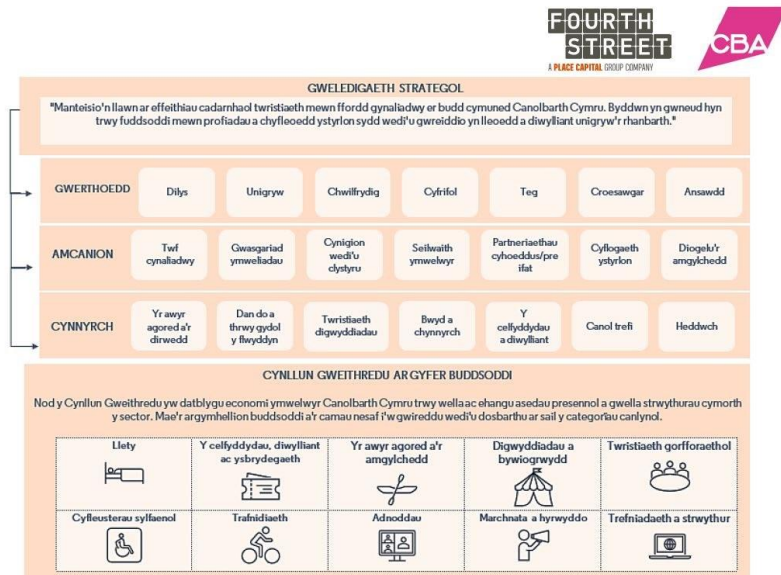 FOURTH
STREET
A PLACE CAPITAL GROUP COMPANY
CBA
GWELEDIGAETH STRATEGOL
"Manteisio'n llawn ar effeithiau cadarnhaol twristiaeth mewn ffordd gynaliadwy er budd cymuned Canolbarth Cymru. Byddwn yn gwneud hyn
trwy fuddsoddi mewn profiadau a chyfleoedd ystyrlon sydd wedi'u gwreiddio yn lleoedd a diwylliant unigryw'r rhanbarth."
GWERTHOEDD
Dilys
Unigryw
Chwilfrydig
Cyfrifol
Teg
Croesawgar
Ansawdd
AMCANION
Twf
cynaliadwy
Gwasgariad
ymweliadau
Cynigion
wedi'u
clystyru
Seilwaith
ymwelwyr
Partneriaethau
cyhoeddus/pre
ifat
Cyflogaeth
ystyrlon
Diogelu'r
amgylchedd
CYNNYRCH
Yr awyr
agored a'r
dirwedd
Dan do a
thrwy gydol
y flwyddyn
Twristiaeth
digwyddiadau
Bwyd a
chynnyrch
Y
celfyddydau
a diwylliant
Canol trefi
Heddwch
CYNLLUN GWEITHREDU AR GYFER BUDDSODDI
Nod y Cynllun Gweithredu yw datblygu economi ymwelwyr Canolbarth Cymru trwy wella ac ehangu asedau presennol a gwella strwythurau cymorth
y sector. Mae'r argymhellion buddsoddi a'r camau nesaf i'w gwireddu wedi'u dosbarthu ar sail y categorïau canlynol.
Llety
Y celfyddydau, diwylliant
ac ysbrydegaeth
Yr awyr agored a'r
amgylchedd
Digwyddiadau a
bywiogrwydd
Twristiaeth gorfforaethol
Cyfleusterau sylfaenol
Trafnidiaeth
Adnoddau
Marchnata a hyrwyddo
Trefniadaeth a strwythur